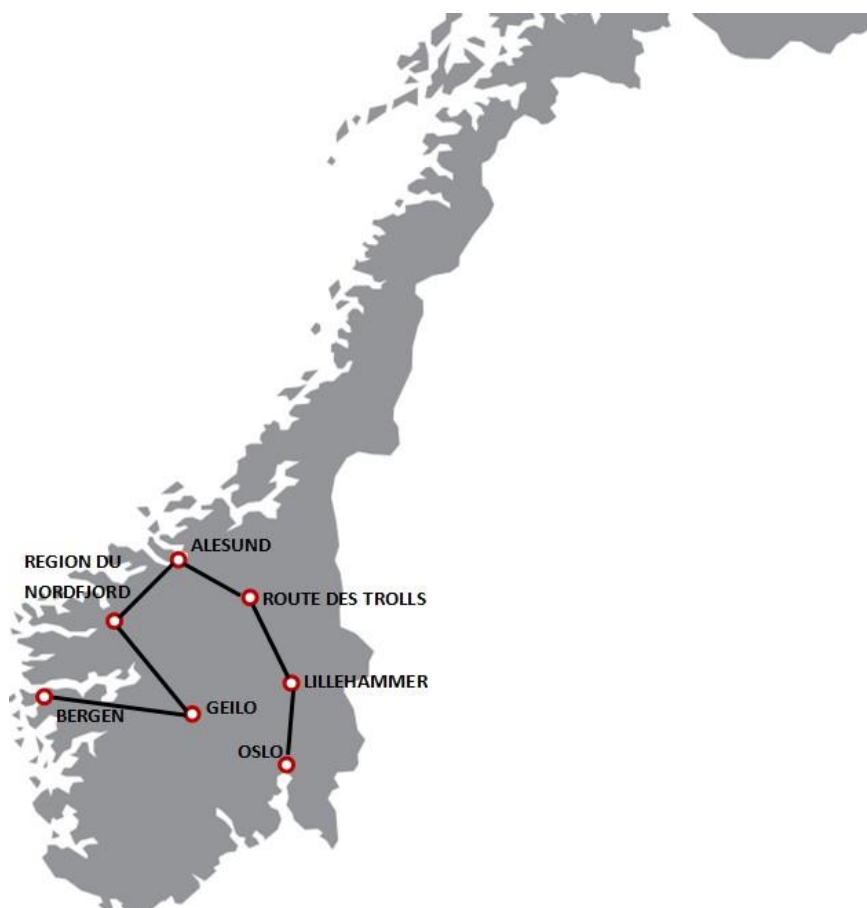 ALESUND
REGION DU
NORDFJORD
ROUTE DES TROLLS
LILLEHAMMER
GEILO
BERGEN
OSLO